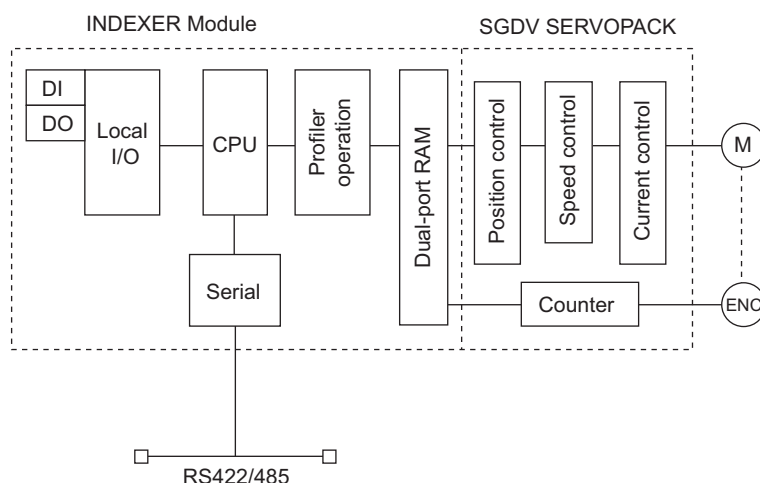 INDEXER Module
SGDV SERVOPACK
DI
DO
Local
I/O
CPU
Profiler
operation
Dual-port RAM
Position control
Speed control
Current control
M
Serial
Counter
ENC
RS422/485